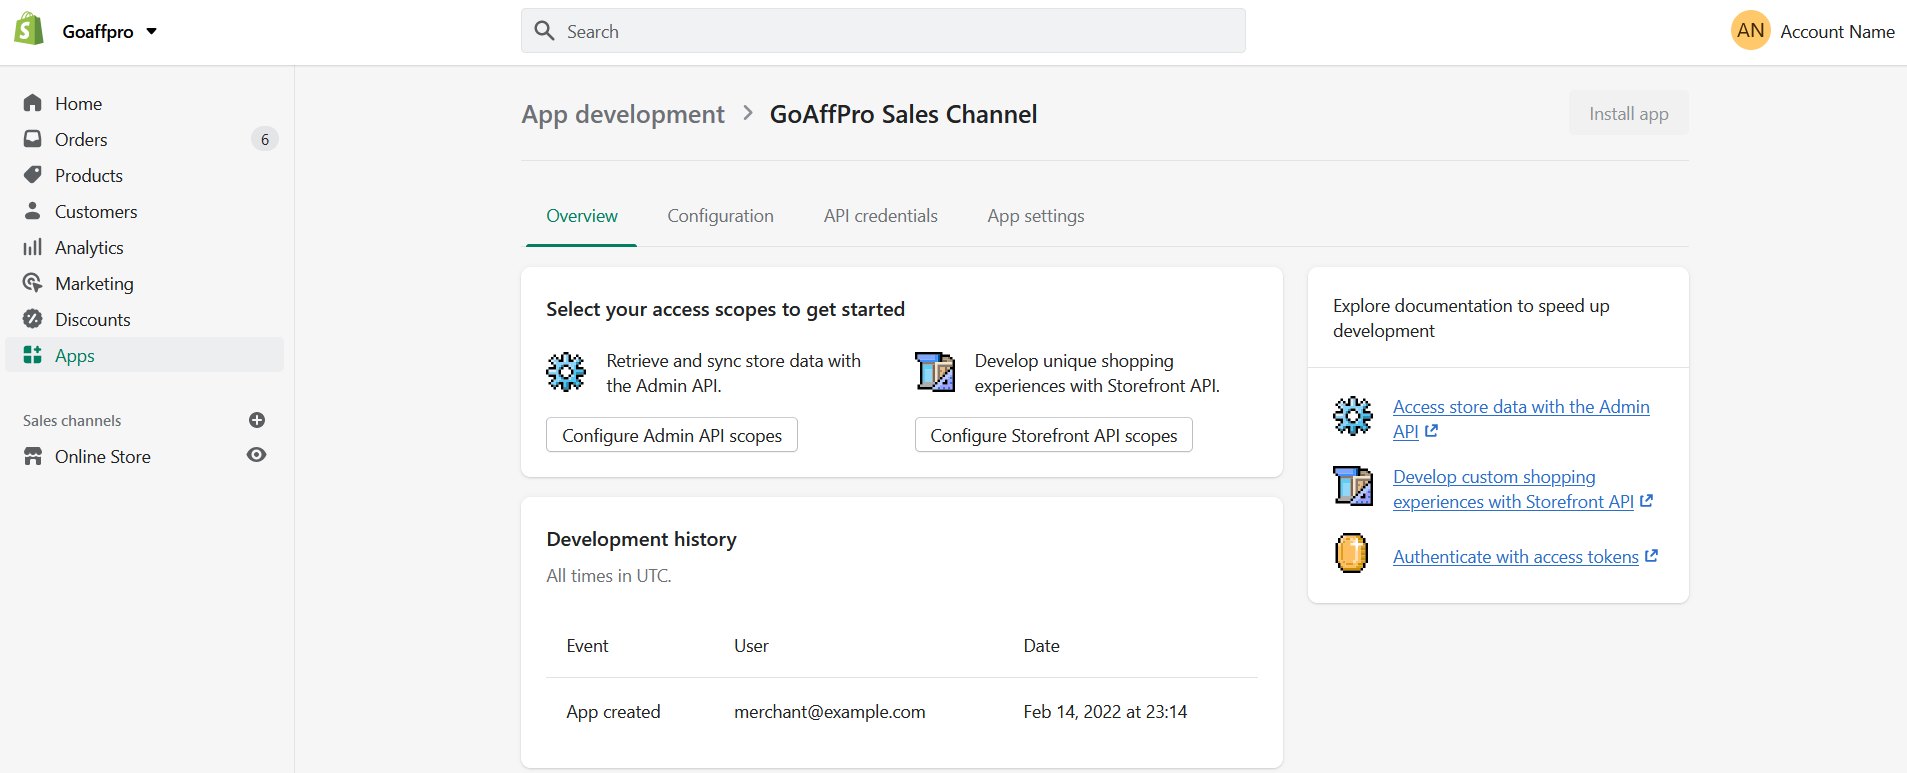 Goaffpro
Search
AN Account Name
Home
Orders 6
Products
Customers
Analytics
Marketing
Discounts
Apps
Sales channels
Online Store
App development > GoAffPro Sales Channel
Install app
Overview Configuration API credentials App settings
Select your access scopes to get started
Retrieve and sync store data with
the Admin API.
Configure Admin API scopes
Develop unique shopping
experiences with Storefront API.
Configure Storefront API scopes
Development history
All times in UTC.
Event User Date
App created merchant@example.com Feb 14, 2022 at 23:14
Explore documentation to speed up
development
Access store data with the Admin
API
Develop custom shopping
experiences with Storefront API
Authenticate with access tokens